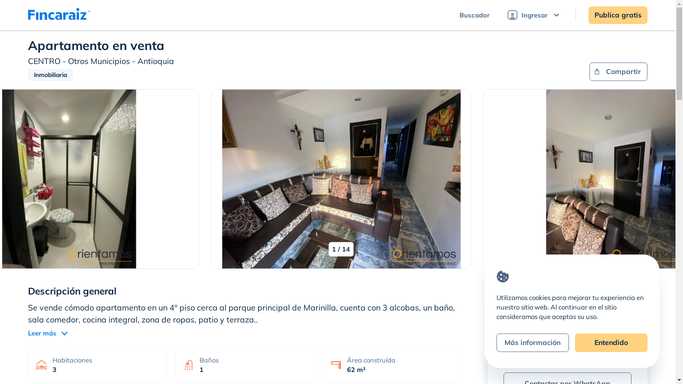 Fincaraiz
Buscador
Ingresar
Publica gratis
Apartamento en venta
CENTRO - Otros Municipios - Antioquia
Inmobiliaria
Compartir
1 / 14
Descripción general
Se vende cómodo apartamento en un 4° piso cerca al parque principal de Marinilla, cuenta con 3 alcobas, un baño,
sala comedor, cocina integral, zona de ropas, patio y terraza..
Leer más
Habitaciones
3
Baños
1
Área construída
62 m²
Utilizamos cookies para mejorar tu experiencia en
nuestro sitio web. Al continuar en el sitio
consideramos que aceptas su uso.
Más información
Entendido
Contactar por WhatsApp